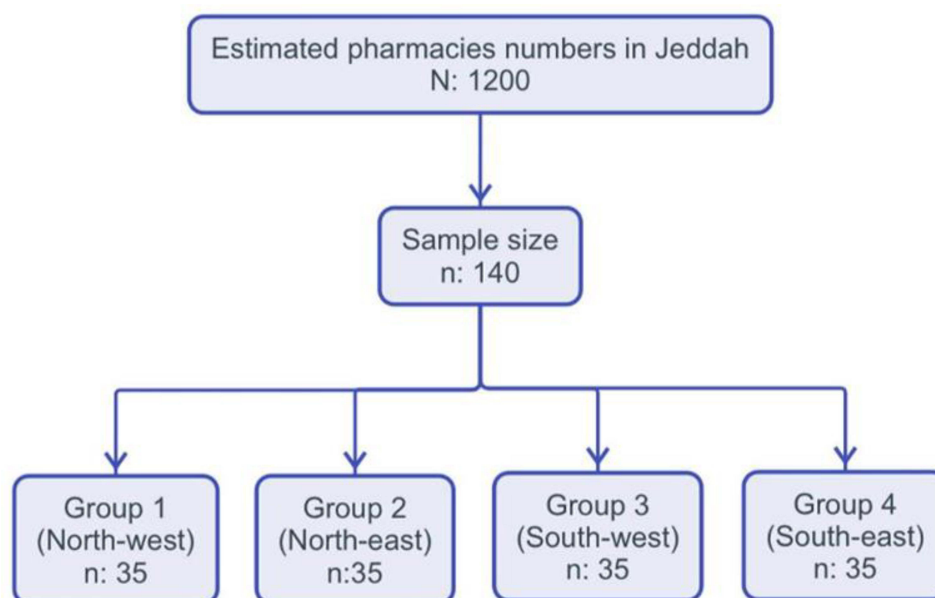 Estimated pharmacies numbers in Jeddah
N: 1200
Sample size
n: 140
Group 1
(North-west)
n: 35
Group 2
(North-east)
n:35
Group 3
(South-west)
n: 35
Group 4
(South-east)
n: 35